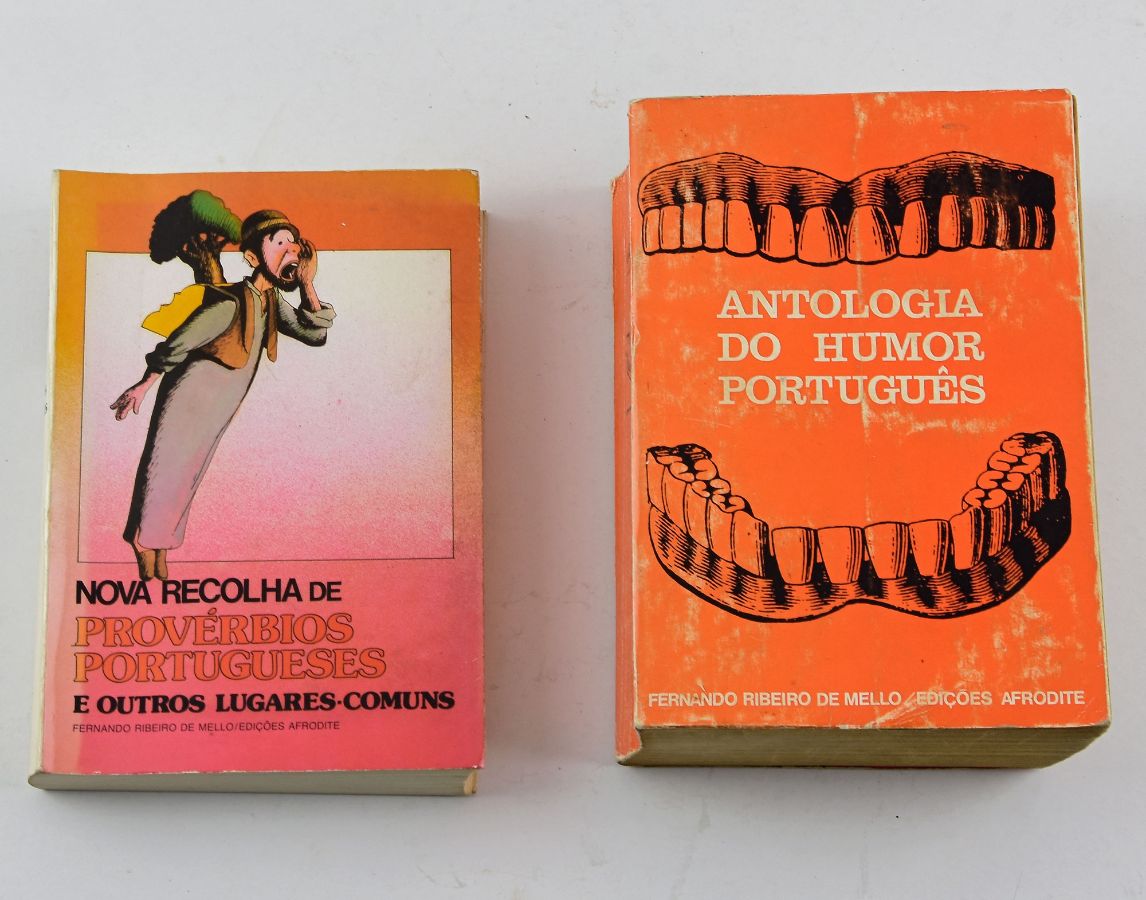 NOVA RECOLHA DE
PROVÉRBIOS
PORTUGUESES
E OUTROS LUGARES-COMUNS
FERNANDO RIBEIRO DE MELLO/EDIÇÕES AFRODITE
ANTOLOGIA
DO HUMOR
PORTUGUÊS
FERNANDO RIBEIRO DE MELLO/EDIÇÕES AFRODITE